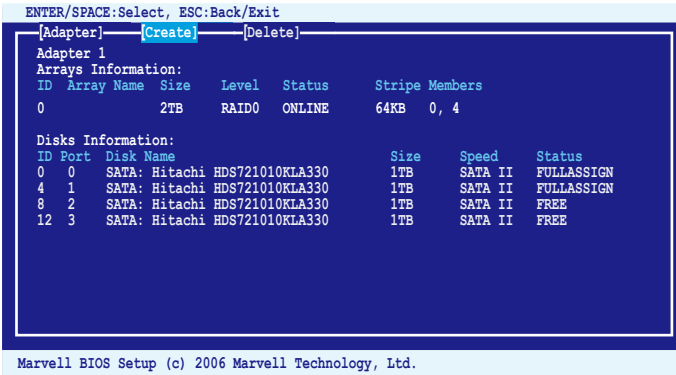 ENTER/SPACE:Select, ESC:Back/Exit
[Adapter] [Create] [Delete]
Adapter 1
Arrays Information:
ID Array Name Size Level Status Stripe Members
0 2TB RAID0 ONLINE 64KB 0, 4
Disks Information:
ID Port Disk Name Size Speed Status
0 0 SATA: Hitachi HDS721010KLA330 1TB SATA II FULLASSIGN
4 1 SATA: Hitachi HDS721010KLA330 1TB SATA II FULLASSIGN
8 2 SATA: Hitachi HDS721010KLA330 1TB SATA II FREE
12 3 SATA: Hitachi HDS721010KLA330 1TB SATA II FREE
Marvell BIOS Setup (c) 2006 Marvell Technology, Ltd.